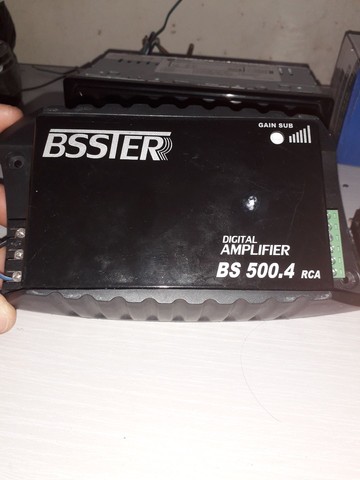 BSSTER
GAIN SUB
DIGITAL
AMPLIFIER
BS 500.4 RCA